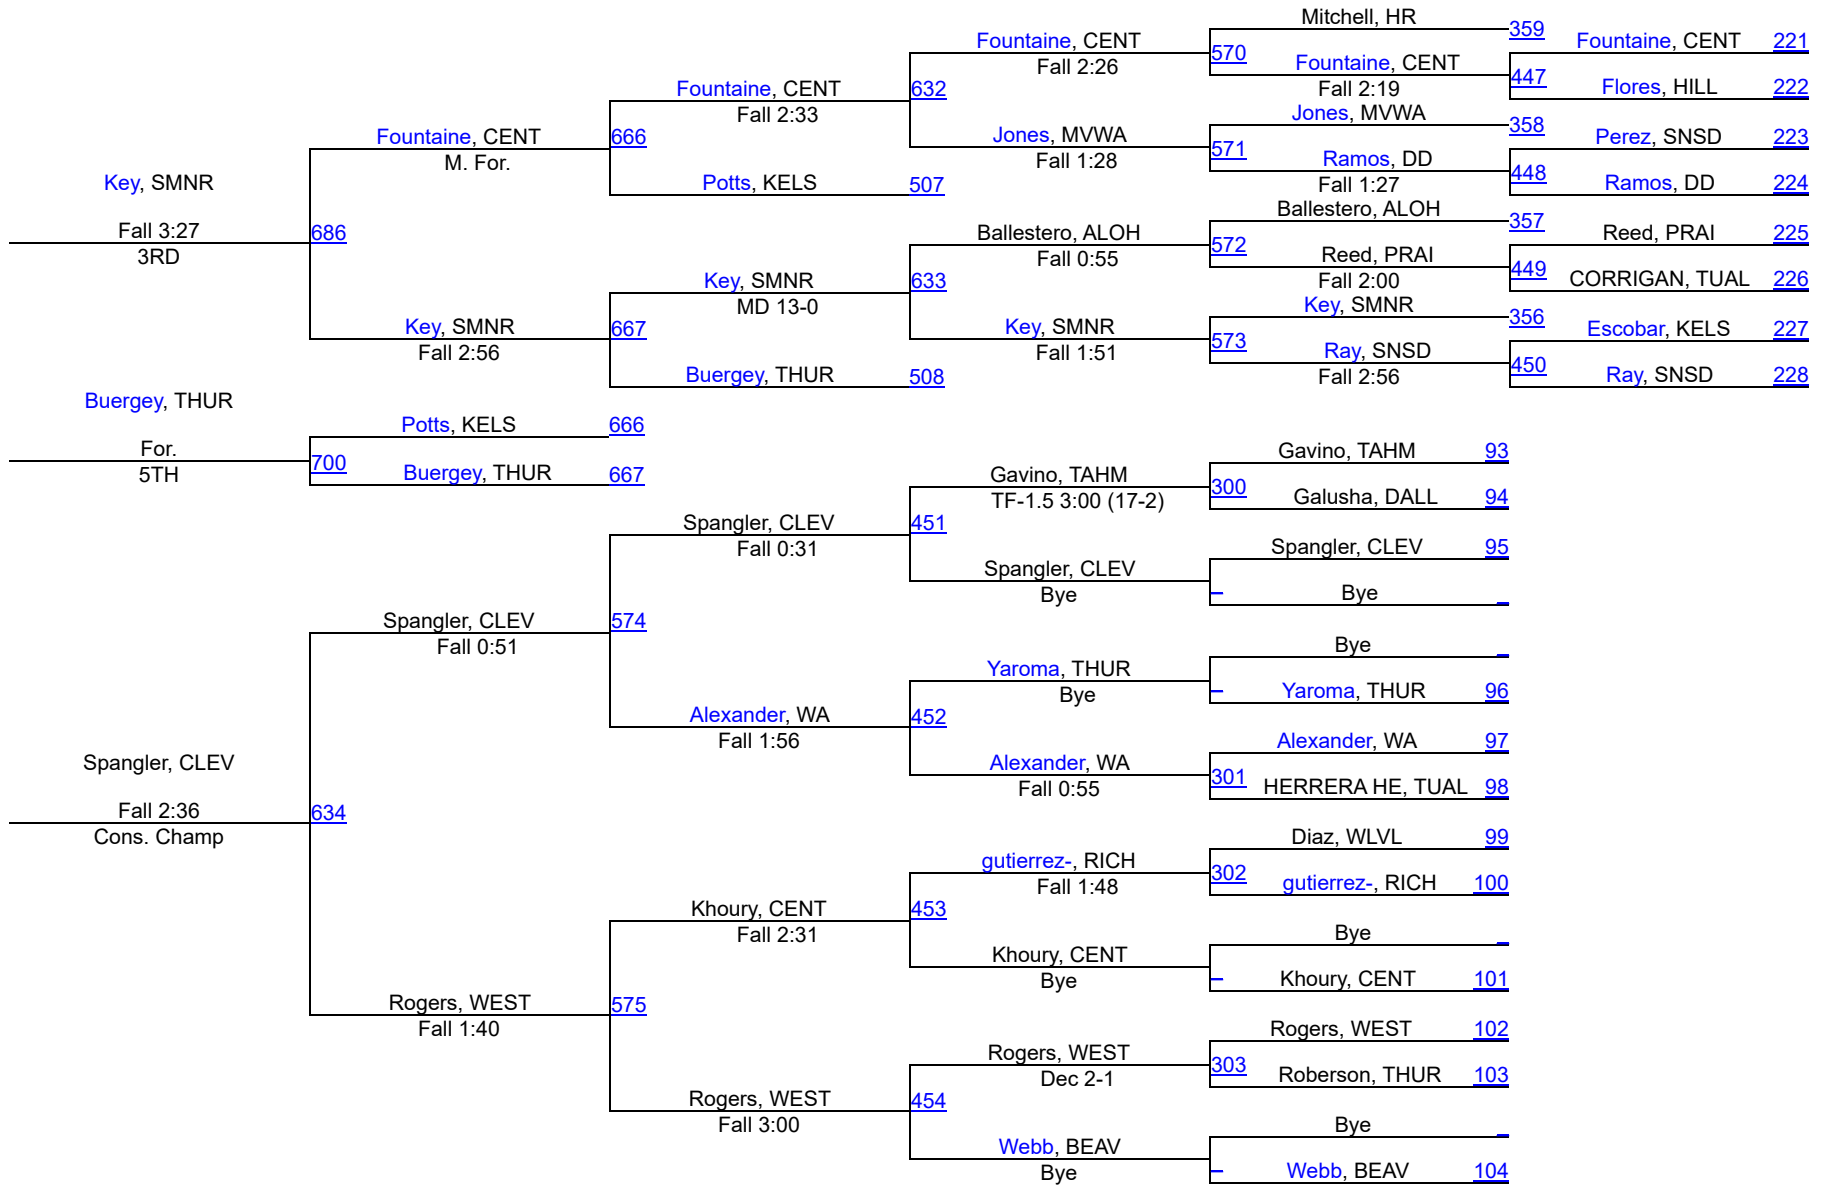 Mitchell, HR
359
Fountaine, CENT 221
Fountaine, CENT
570
Fall 2:26
Fountaine, CENT
447
Fall 2:19
Flores, HILL 222
Fountaine, CENT
632
Fall 2:33
Jones, MVWA
358
Perez, SNSD 223
Jones, MVWA
571
Fall 1:28
Ramos, DD
448
Fall 1:27
Ramos, DD 224
Fountaine, CENT
666
M. For.
Potts, KELS 507
Key, SMNR
Fall 3:27
686
3RD
Ballestero, ALOH
357
Reed, PRAI 225
Ballestero, ALOH
572
Fall 0:55
Reed, PRAI
449
Fall 2:00
CORRIGAN, TUAL 226
Key, SMNR
633
MD 13-0
Key, SMNR
356
Escobar, KELS 227
Key, SMNR
573
Fall 1:51
Ray, SNSD
450
Fall 2:56
Ray, SNSD 228
Key, SMNR
667
Fall 2:56
Buergey, THUR 508
Buergey, THUR
For.
700
5TH
Potts, KELS 666
Buergey, THUR 667
Gavino, TAHM 93
Gavino, TAHM
300
TF-1.5 3:00 (17-2)
Galusha, DALL 94
Spangler, CLEV
451
Fall 0:31
Spangler, CLEV 95
Spangler, CLEV
Bye
Bye
Spangler, CLEV
574
Fall 0:51
Bye
Yaroma, THUR
Bye
Yaroma, THUR 96
Alexander, WA
452
Fall 1:56
Alexander, WA 97
Alexander, WA
301
Fall 0:55
HERRERA HE, TUAL 98
Spangler, CLEV
Fall 2:36
634
Cons. Champ
Diaz, WLVL 99
gutierrez-, RICH
302
Fall 1:48
gutierrez-, RICH 100
Khoury, CENT
453
Fall 2:31
Bye
Khoury, CENT
Bye
Khoury, CENT 101
Rogers, WEST
575
Fall 1:40
Rogers, WEST 102
Rogers, WEST
303
Dec 2-1
Roberson, THUR 103
Rogers, WEST
454
Fall 3:00
Bye
Webb, BEAV
Bye
Webb, BEAV 104